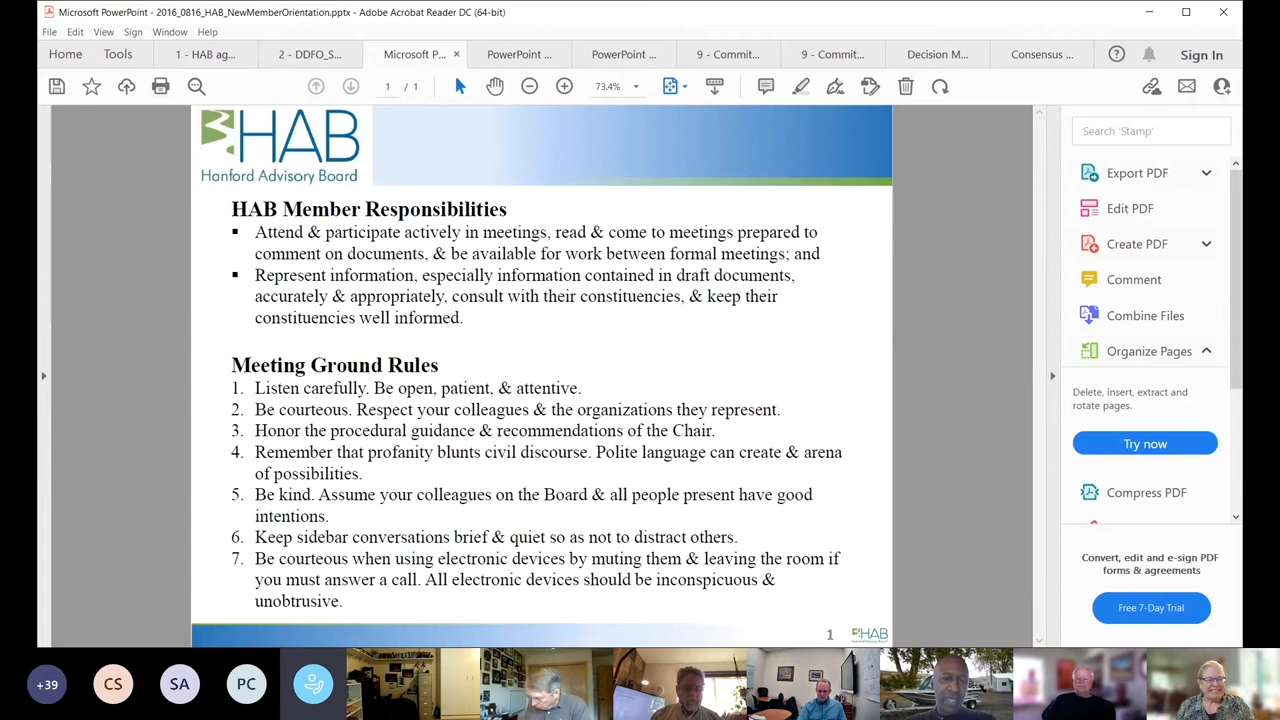 Microsoft PowerPoint - 2016_0816_HAB_NewMemberOrientation.pptx - Adobe Acrobat Reader DC (64-bit)
File Edit View Sign Window Help
Home Tools 1 - HAB ag... 2 - DDFO_S... Microsoft P... × PowerPoint ... PowerPoint ... 9 - Commit... 9 - Commit... Decision M... Consensus ... Sign In
1 / 1 73.4%
HAB
Hanford Advisory Board
HAB Member Responsibilities
▪ Attend & participate actively in meetings, read & come to meetings prepared to
comment on documents, & be available for work between formal meetings; and
▪ Represent information, especially information contained in draft documents,
accurately & appropriately, consult with their constituencies, & keep their
constituencies well informed.
Meeting Ground Rules
1. Listen carefully. Be open, patient, & attentive.
2. Be courteous. Respect your colleagues & the organizations they represent.
3. Honor the procedural guidance & recommendations of the Chair.
4. Remember that profanity blunts civil discourse. Polite language can create & arena
of possibilities.
5. Be kind. Assume your colleagues on the Board & all people present have good
intentions.
6. Keep sidebar conversations brief & quiet so as not to distract others.
7. Be courteous when using electronic devices by muting them & leaving the room if
you must answer a call. All electronic devices should be inconspicuous &
unobtrusive.
1 HAB
Search 'Stamp'
Export PDF
Edit PDF
Create PDF
Comment
Combine Files
Organize Pages
Delete, insert, extract and
rotate pages.
Try now
Compress PDF
Convert, edit and e-sign PDF
forms & agreements
Free 7-Day Trial
+39 CS SA PC